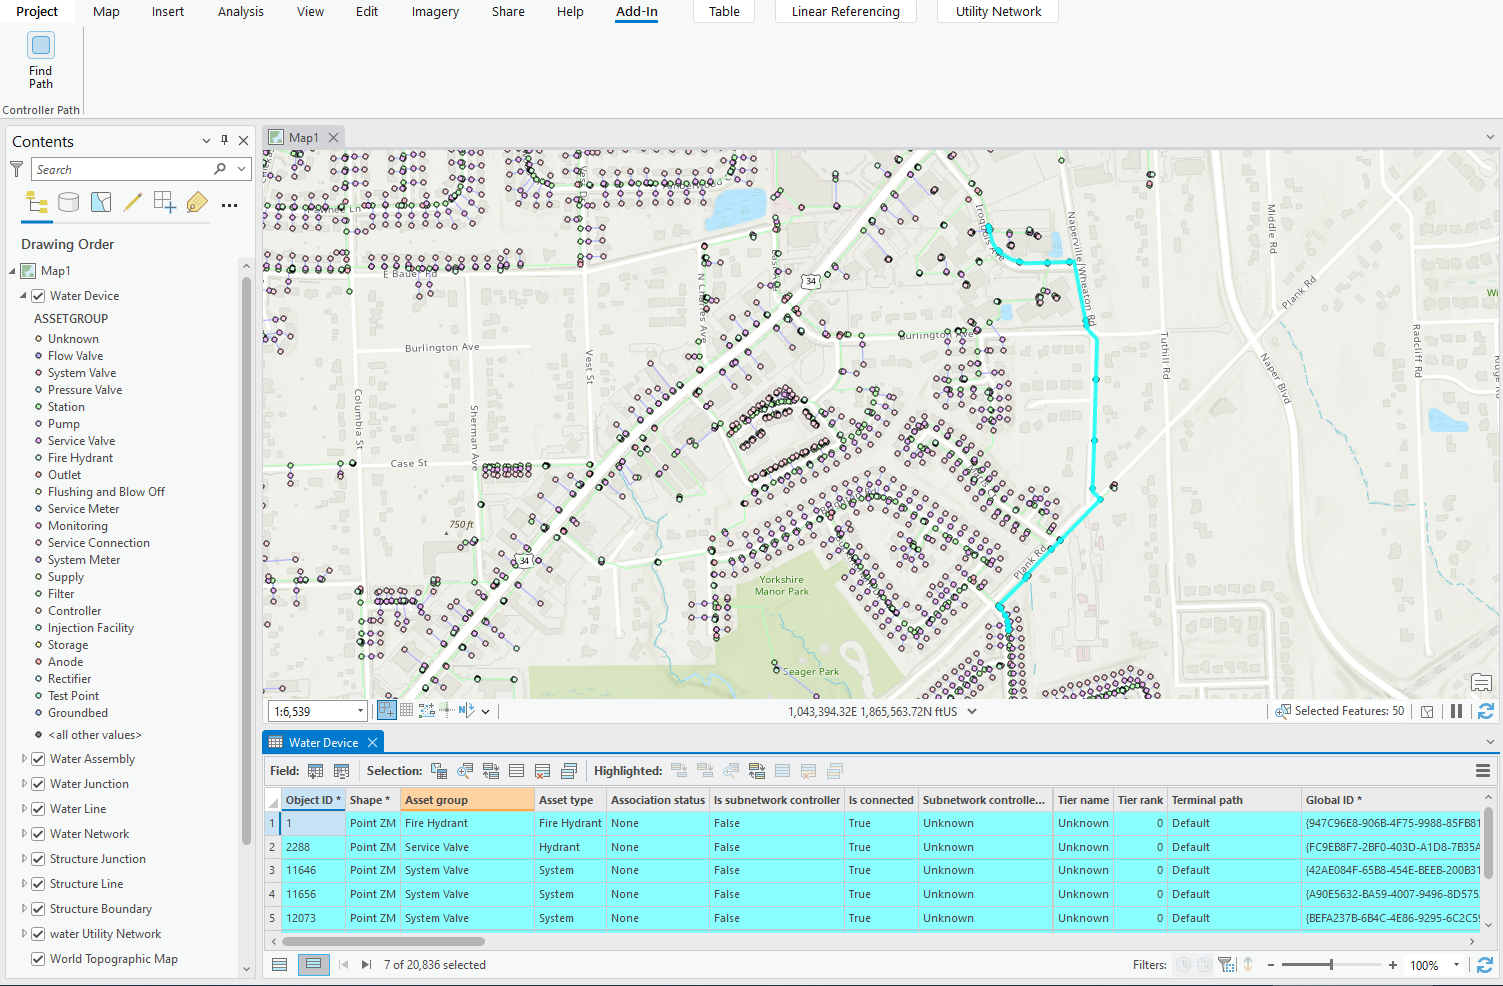 Project Map Insert Analysis View Edit Imagery Share Help Add-In Table Linear Referencing Utility Network
Find
Path
Controller Path
Contents
Search
Drawing Order
Map1
Water Device
ASSETGROUP
Unknown
Flow Valve
System Valve
Pressure Valve
Station
Pump
Service Valve
Fire Hydrant
Outlet
Flushing and Blow Off
Service Meter
Monitoring
Service Connection
System Meter
Supply
Filter
Controller
Injection Facility
Storage
Anode
Rectifier
Test Point
Groundbed
<all other values>
Water Assembly
Water Junction
Water Line
Water Network
Structure Junction
Structure Line
Structure Boundary
water Utility Network
World Topographic Map
Map1
E Bauer Rd
Burlington Ave
Columbia St
Sherman Ave
Vest St
N Charles Ave
Case St
750 ft
34
34
Iroquois Ave
Naperville/Wheaton Rd
Burlington Ave
Tuthill Rd
Middle Rd
Plank Rd
Naper Blvd
Radcliff Rd
Wi
Plank Rd
Yorkshire
Manor Park
Seager Park
1:6,539
1,043,394.32E 1,865,563.72N ftUS
Selected Features: 50
Water Device
Field: Selection: Highlighted:
Object ID * Shape * Asset group Asset type Association status Is subnetwork controller Is connected Subnetwork controlle... Tier name Tier rank Terminal path Global ID *
1 1 Point ZM Fire Hydrant Fire Hydrant None False True Unknown Unknown 0 Default {947C96E8-906B-4F75-9988-85FB81
2 2288 Point ZM Service Valve Hydrant None False True Unknown Unknown 0 Default {FC9EB8F7-2BF0-403D-A1D8-7B35A
3 11646 Point ZM System Valve System None False True Unknown Unknown 0 Default {42AE084F-65B8-454E-BEEB-200B31
4 11656 Point ZM System Valve System None False True Unknown Unknown 0 Default {A90E5632-BA59-4007-9496-8D575
5 12073 Point ZM System Valve System None False True Unknown Unknown 0 Default {BEFA237B-6B4C-4E86-9295-6C2C59
7 of 20,836 selected
Filters:
100%